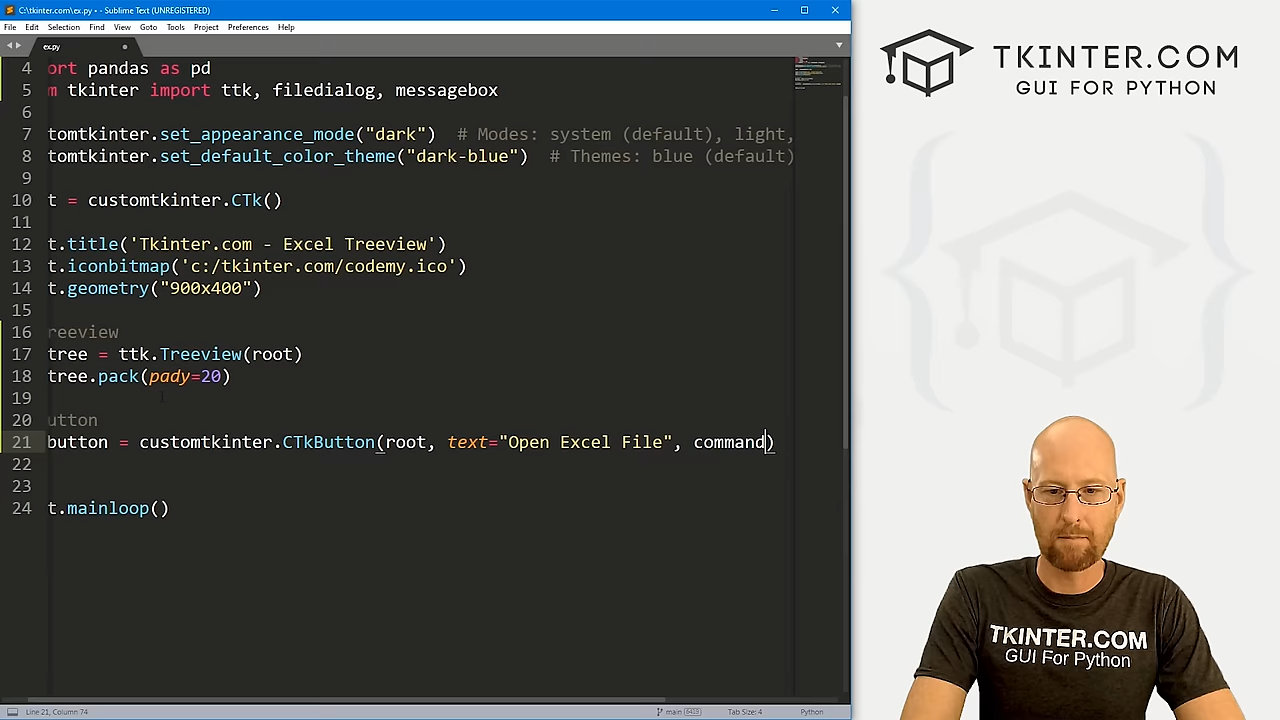 C:\tkinter.com\ex.py • - Sublime Text (UNREGISTERED)
File Edit Selection Find View Goto Tools Project Preferences Help
ex.py
4 ort pandas as pd
5 m tkinter import ttk, filedialog, messagebox
6
7 tomtkinter.set_appearance_mode("dark") # Modes: system (default), light,
8 tomtkinter.set_default_color_theme("dark-blue") # Themes: blue (default)
9
10 t = customtkinter.CTk()
11
12 t.title('Tkinter.com - Excel Treeview')
13 t.iconbitmap('c:/tkinter.com/codemy.ico')
14 t.geometry("900x400")
15
16 reeview
17 tree = ttk.Treeview(root)
18 tree.pack(pady=20)
19
20 utton
21 button = customtkinter.CTkButton(root, text="Open Excel File", command)
22
23
24 t.mainloop()
Line 21, Column 74
main 6419
Tab Size: 4
Python
TKINTER.COM
GUI FOR PYTHON
TKINTER.COM
GUI For Python